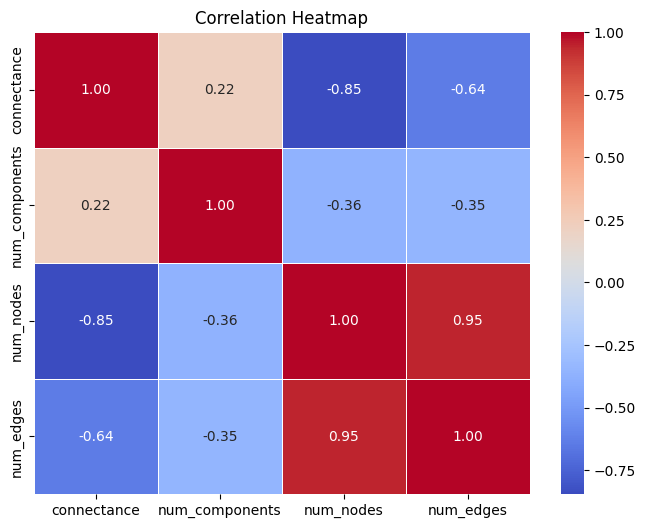 Correlation Heatmap
connectance
num_components
num_nodes
num_edges
1.00 0.22 -0.85 -0.64
0.22 1.00 -0.36 -0.35
-0.85 -0.36 1.00 0.95
-0.64 -0.35 0.95 1.00
connectance num_components num_nodes num_edges
1.00
0.75
0.50
0.25
0.00
−0.25
−0.50
−0.75